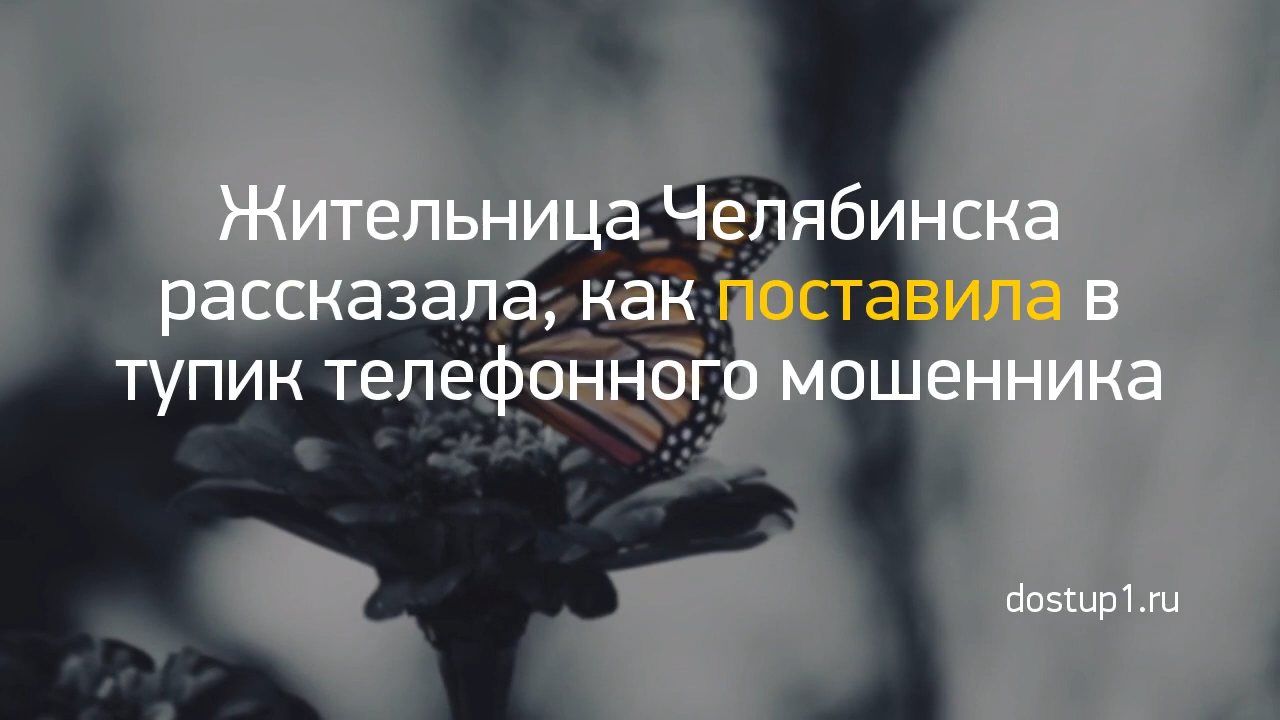 Жительница Челябинска
рассказала, как поставила в
тупик телефонного мошенника
dostup1.ru